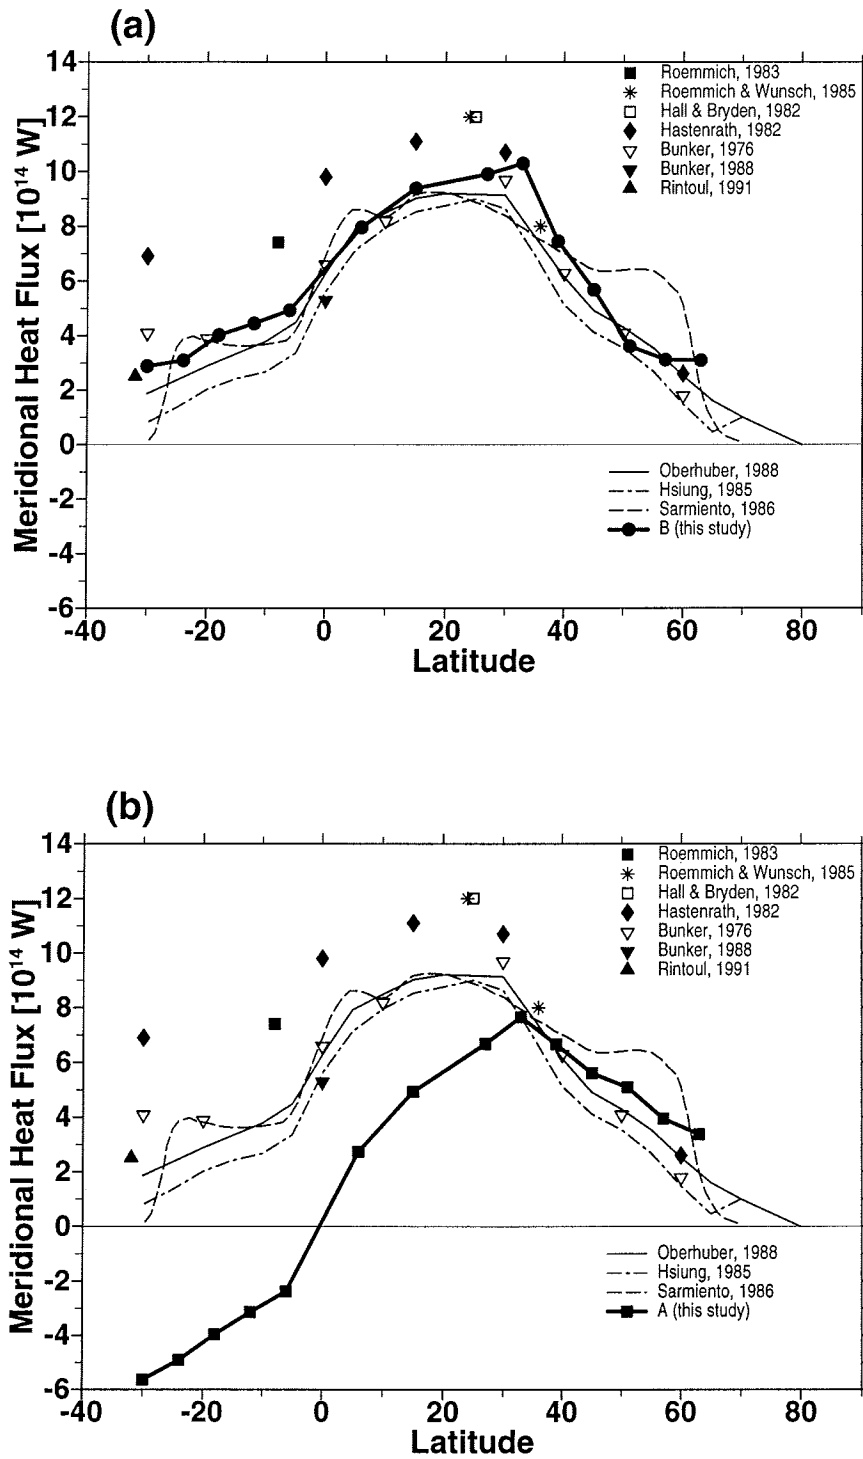 (a)
14
12
10
8
6
4
2
0
-2
-4
-6
Meridional Heat Flux [10¹⁴ W]
Roemmich, 1983
Roemmich & Wunsch, 1985
Hall & Bryden, 1982
Hastenrath, 1982
Bunker, 1976
Bunker, 1988
Rintoul, 1991
Oberhuber, 1988
Hsiung, 1985
Sarmiento, 1986
B (this study)
-40 -20 0 20 40 60 80
Latitude
(b)
14
12
10
8
6
4
2
0
-2
-4
-6
Meridional Heat Flux [10¹⁴ W]
Roemmich, 1983
Roemmich & Wunsch, 1985
Hall & Bryden, 1982
Hastenrath, 1982
Bunker, 1976
Bunker, 1988
Rintoul, 1991
Oberhuber, 1988
Hsiung, 1985
Sarmiento, 1986
A (this study)
-40 -20 0 20 40 60 80
Latitude